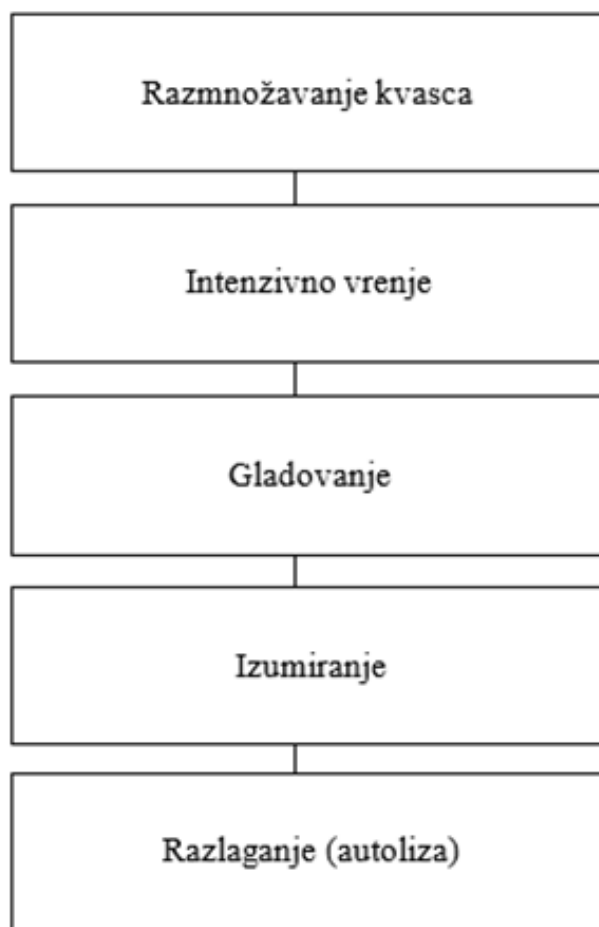 Razmnožavanje kvasca
Intenzivno vrenje
Gladovanje
Izumiranje
Razlaganje (autoliza)